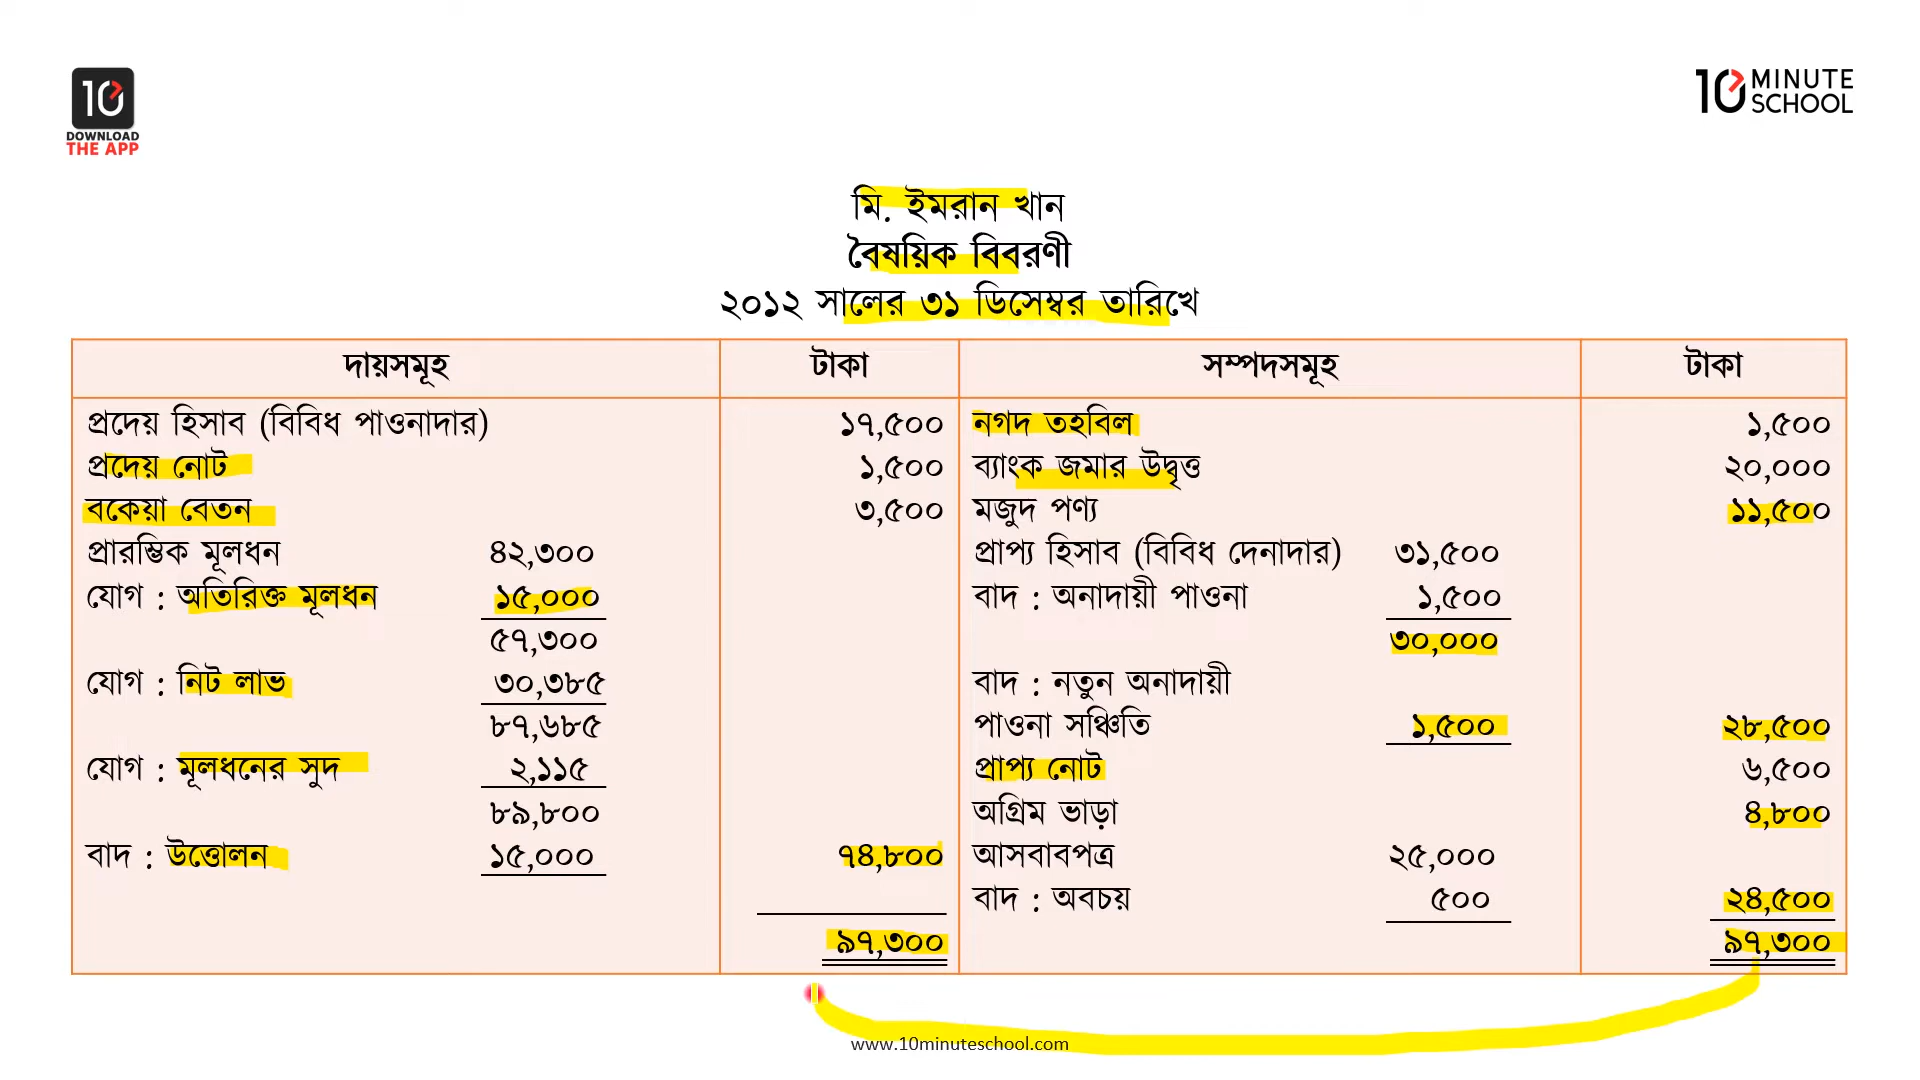 10
DOWNLOAD
THE APP
10 MINUTE
SCHOOL
মি. ইমরান খান
বৈষয়িক বিবরণী
২০১২ সালের ৩১ ডিসেম্বর তারিখে
দায়সমূহ টাকা সম্পদসমূহ টাকা
প্রদেয় হিসাব (বিবিধ পাওনাদার) ১৭,৫০০ নগদ তহবিল ১,৫০০
প্রদেয় নোট ১,৫০০ ব্যাংক জমার উদ্বৃত্ত ২০,০০০
বকেয়া বেতন ৩,৫০০ মজুদ পণ্য ১১,৫০০
প্রারম্ভিক মূলধন ৪২,৩০০ প্রাপ্য হিসাব (বিবিধ দেনাদার) ৩১,৫০০
যোগ : অতিরিক্ত মূলধন ১৫,০০০ বাদ : অনাদায়ী পাওনা ১,৫০০
৫৭,৩০০ ৩০,০০০
যোগ : নিট লাভ ৩০,৩৮৫ বাদ : নতুন অনাদায়ী
৮৭,৬৮৫ পাওনা সঞ্চিতি ১,৫০০ ২৮,৫০০
যোগ : মূলধনের সুদ ২,১১৫ প্রাপ্য নোট ৬,৫০০
৮৯,৮০০ অগ্রিম ভাড়া ৪,৮০০
বাদ : উত্তোলন ১৫,০০০ ৭৪,৮০০ আসবাবপত্র ২৫,০০০
বাদ : অবচয় ৫০০ ২৪,৫০০
৯৭,৩০০ ৯৭,৩০০
www.10minuteschool.com